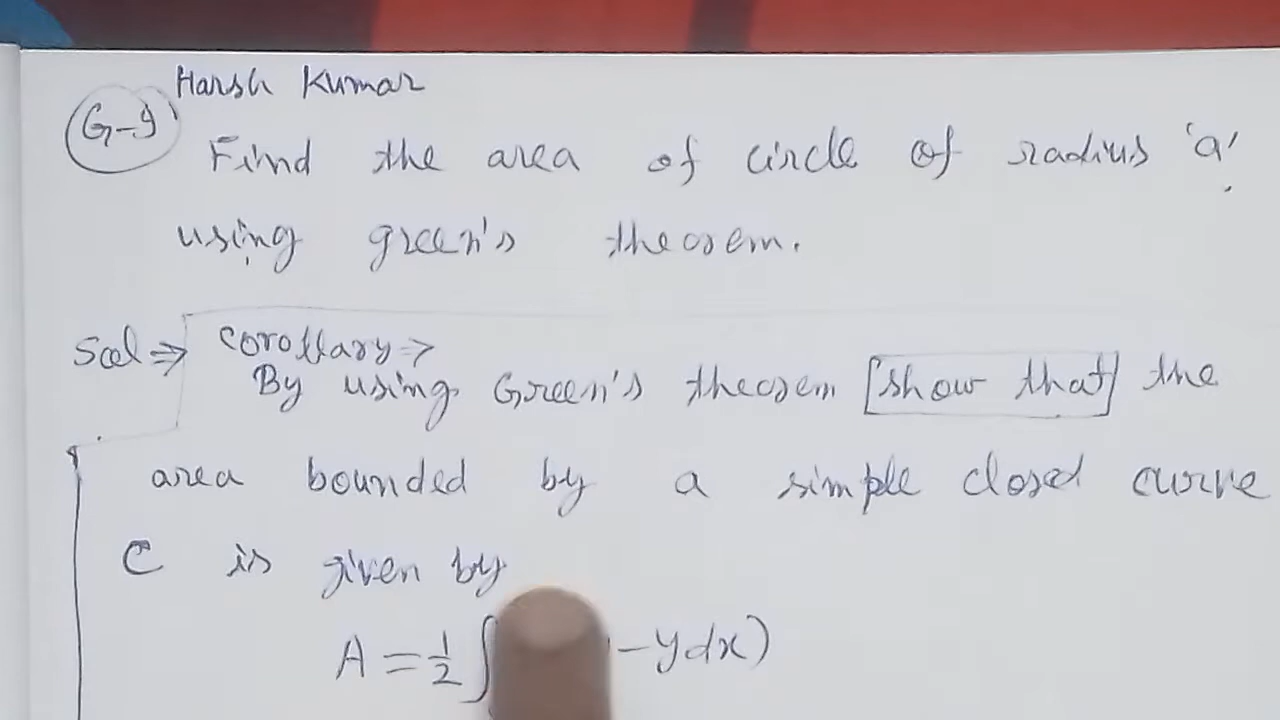 Harsh Kumar
G-9
Find the area of circle of radius 'a'
using green's theorem.
Sol ⇒ corollary →
By using Green's theorem [show that] the
area bounded by a simple closed curve
C is given by
A = 1/2 ∫ - y dx)